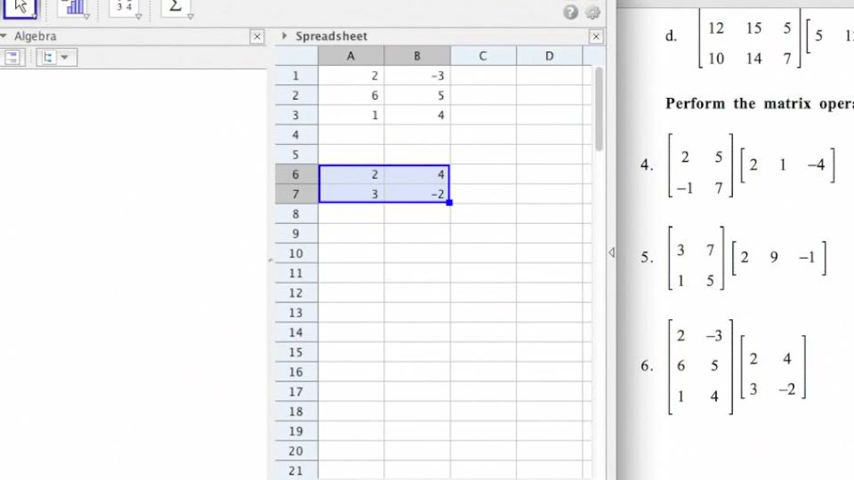 3 4
Σ
Algebra
Spreadsheet
A B C D
1 2 −3
2 6 5
3 1 4
4
5
6 2 4
7 3 −2
8
9
10
11
12
13
14
15
16
17
18
19
20
21
d. 12 15 5 5
10 14 7
Perform the matrix
4. 2 5 2 1 −4
−1 7
5. 3 7 2 9 −1
1 5
6. 2 −3 2 4
6 5 3 −2
1 4